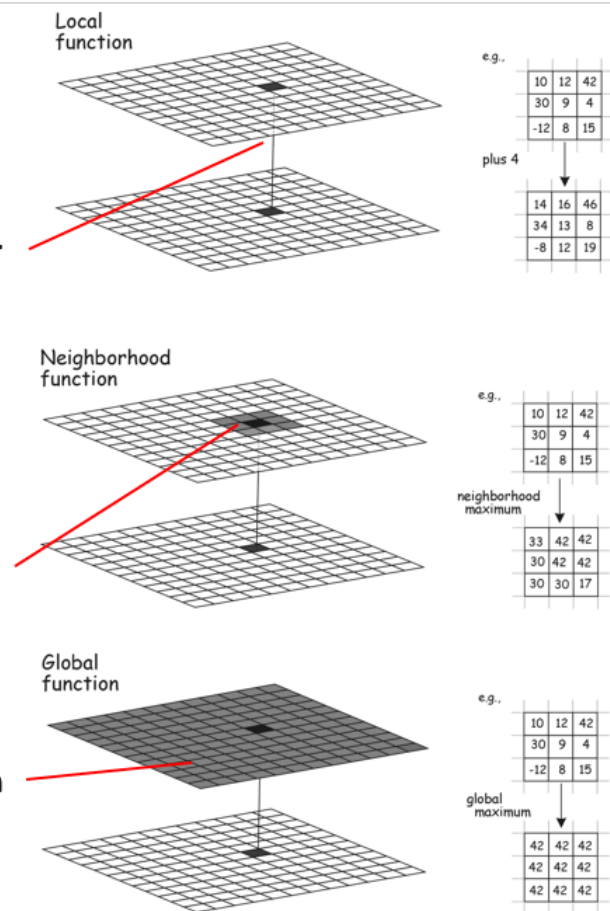 Local
function
e.g.,
10 12 42
30 9 4
-12 8 15
plus 4
14 16 46
34 13 8
-8 12 19
Neighborhood
function
e.g.,
10 12 42
30 9 4
-12 8 15
neighborhood
maximum
33 42 42
30 42 42
30 30 17
Global
function
e.g.,
10 12 42
30 9 4
-12 8 15
global
maximum
42 42 42
42 42 42
42 42 42